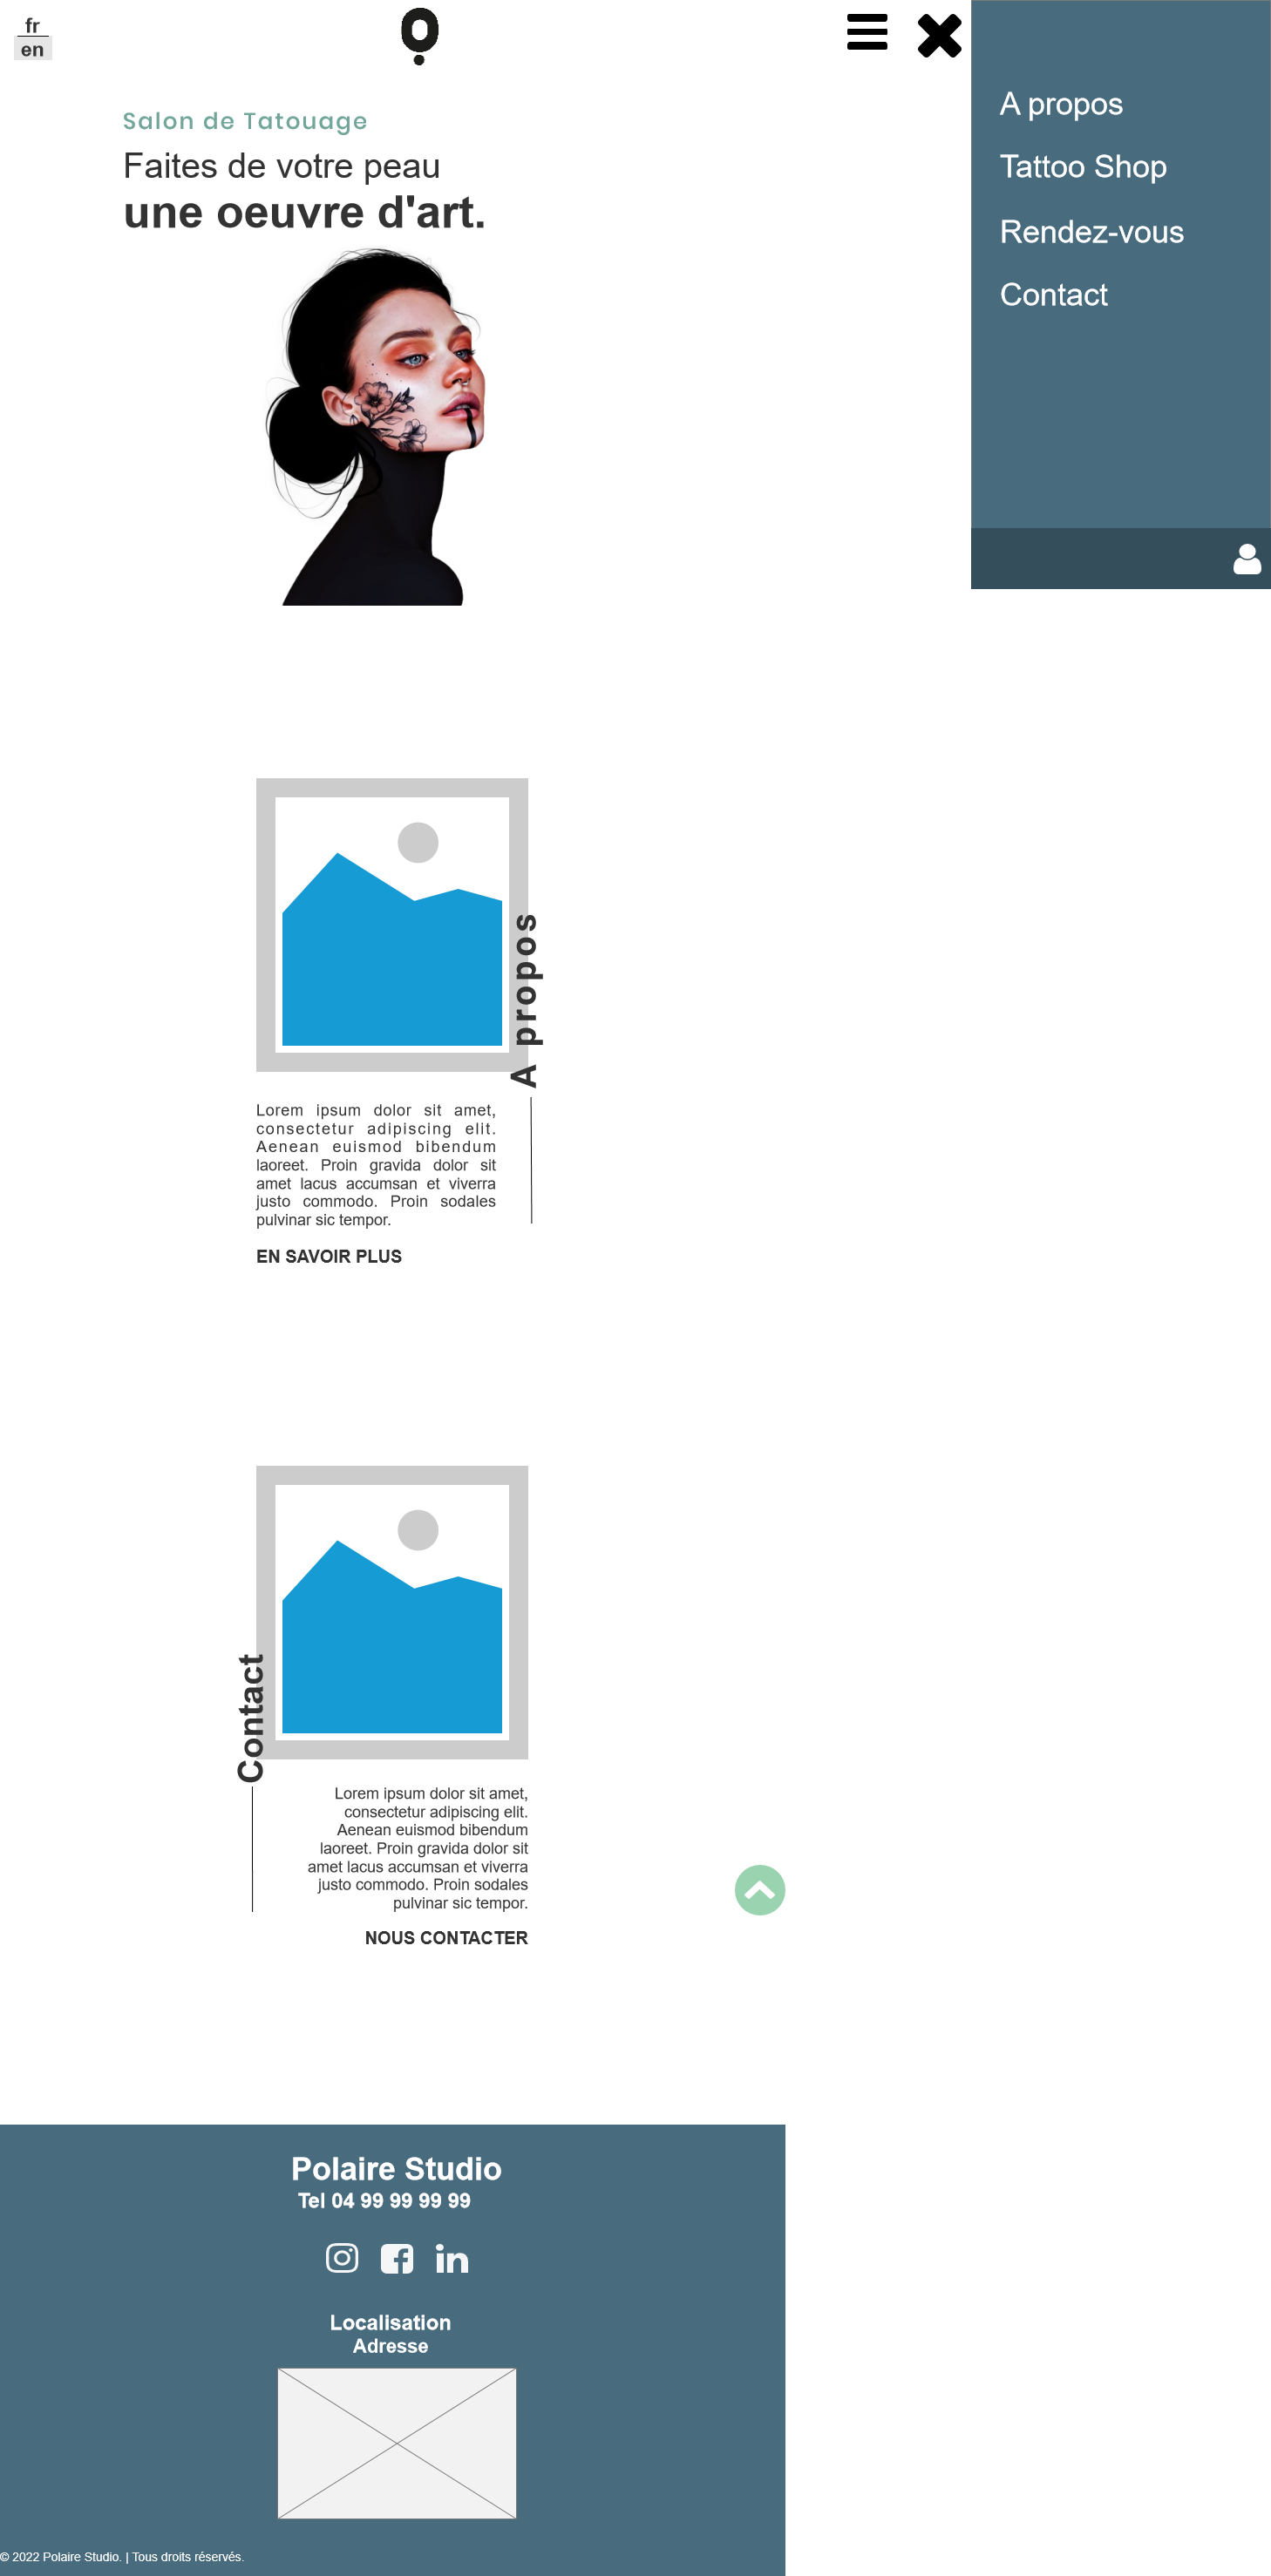 fr
en
A propos
Tattoo Shop
Rendez-vous
Contact
Salon de Tatouage
Faites de votre peau
une oeuvre d'art.
A propos
Lorem ipsum dolor sit amet,
consectetur adipiscing elit.
Aenean euismod bibendum
laoreet. Proin gravida dolor sit
amet lacus accumsan et viverra
justo commodo. Proin sodales
pulvinar sic tempor.
EN SAVOIR PLUS
Contact
Lorem ipsum dolor sit amet,
consectetur adipiscing elit.
Aenean euismod bibendum
laoreet. Proin gravida dolor sit
amet lacus accumsan et viverra
justo commodo. Proin sodales
pulvinar sic tempor.
NOUS CONTACTER
Polaire Studio
Tel 04 99 99 99 99
Localisation
Adresse
© 2022 Polaire Studio. | Tous droits réservés.